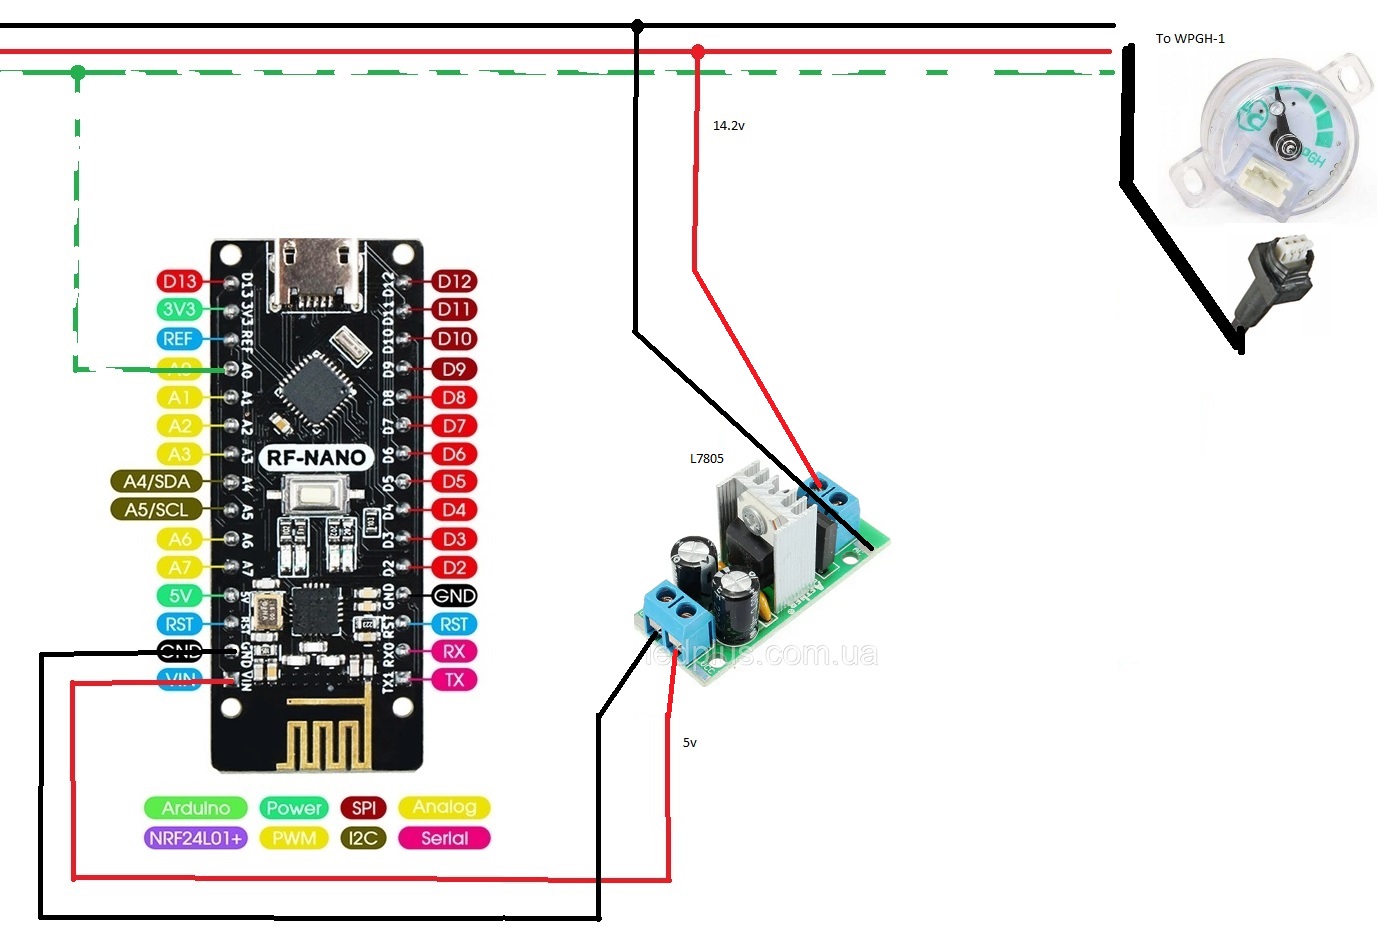 To WPGH-1
14.2v
PGH
D13
3V3
REF
A0
A1
A2
A3
A4/SDA
A5/SCL
A6
A7
5V
RST
GND
VIN
D13 3V3 REF A0 A1 A2 A3 A4 A5 A6 A7 5V RST GND VIN
RF-NANO
D12 D11 D10 D9 D8 D7 D6 D5 D4 D3 D2 GND RST RX0 TX1
D12
D11
D10
D9
D8
D7
D6
D5
D4
D3
D2
GND
RST
RX
TX
L7805
ledplus.com.ua
5v
Arduino
Power
SPI
Analog
NRF24L01+
PWM
I2C
Serial